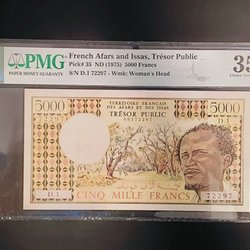 PMG
PAPER MONEY GUARANTY
French Afars and Issas, Trésor Public
Pick# 35 ND (1975) 5000 Francs
S/N D.1 72297 - Wmk: Woman's Head
35
5000
TERRITOIRE FRANÇAIS
DES AFARS ET DES ISSAS
5000
TRÉSOR PUBLIC
D.1
D.1
72297
CINQ MILLE FRANCS